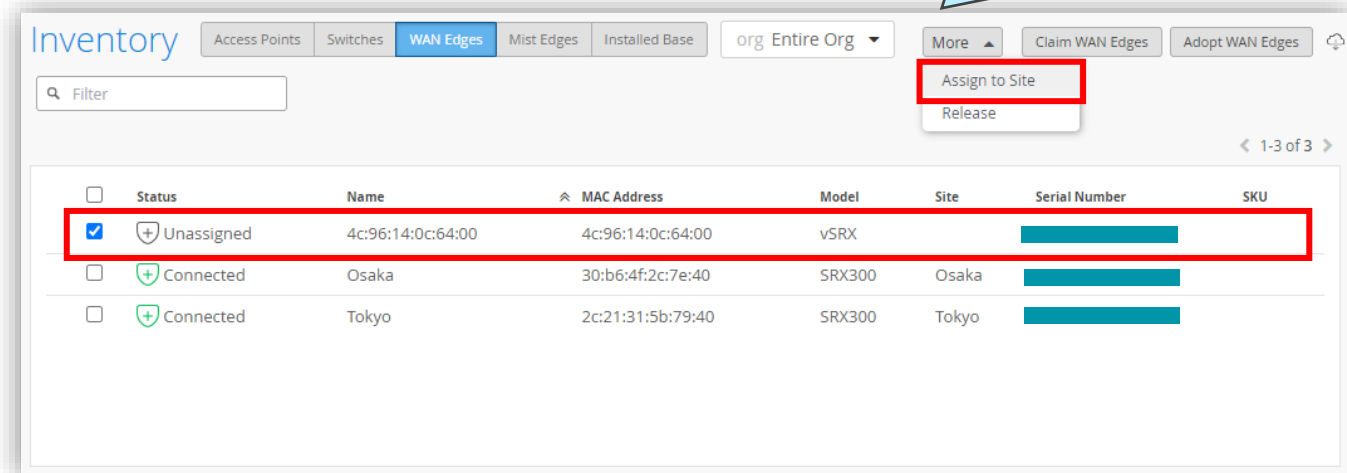 Inventory Access Points Switches WAN Edges Mist Edges Installed Base org Entire Org More Claim WAN Edges Adopt WAN Edges
Filter
Assign to Site
Release
1-3 of 3
Status Name MAC Address Model Site Serial Number SKU
Unassigned 4c:96:14:0c:64:00 4c:96:14:0c:64:00 vSRX
Connected Osaka 30:b6:4f:2c:7e:40 SRX300 Osaka
Connected Tokyo 2c:21:31:5b:79:40 SRX300 Tokyo